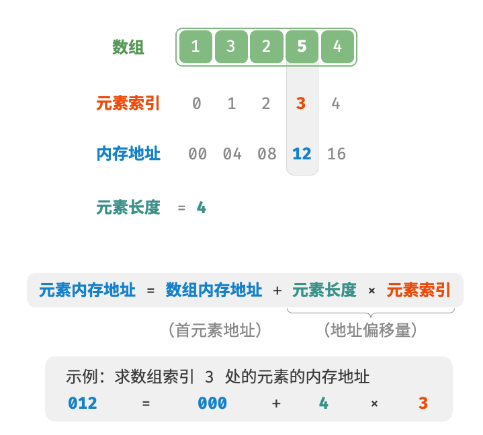 数组 1 3 2 5 4
元素索引 0 1 2 3 4
内存地址 00 04 08 12 16
元素长度 = 4
元素内存地址 = 数组内存地址 + 元素长度 × 元素索引
（首元素地址） （地址偏移量）
示例：求数组索引 3 处的元素的内存地址
012 = 000 + 4 × 3